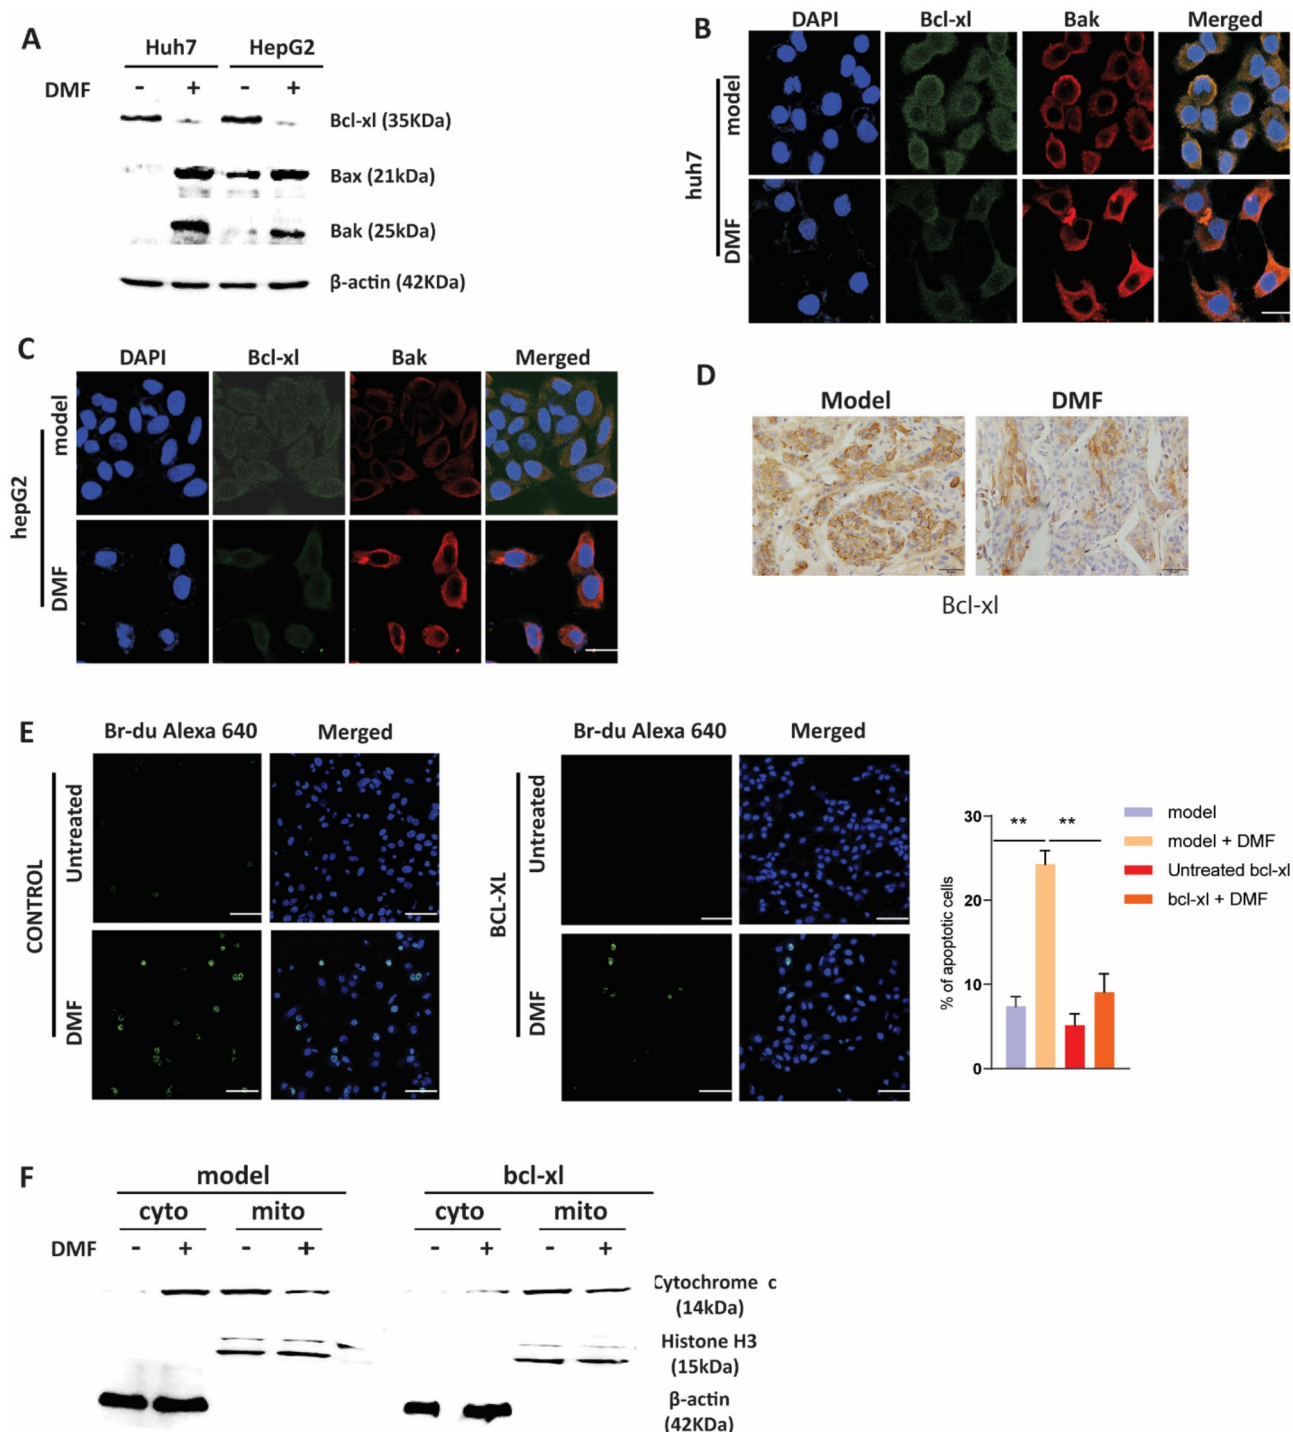 A
Huh7 HepG2
DMF - + - +
Bcl-xl (35KDa)
Bax (21kDa)
Bak (25kDa)
β-actin (42KDa)
B
DAPI Bcl-xl Bak Merged
huh7
model
DMF
C
DAPI Bcl-xl Bak Merged
hepG2
model
DMF
D
Model DMF
Bcl-xl
E
Br-du Alexa 640 Merged
CONTROL
Untreated
DMF
Br-du Alexa 640 Merged
BCL-XL
Untreated
DMF
% of apoptotic cells
30
20
10
0
** **
model
model + DMF
Untreated bcl-xl
bcl-xl + DMF
F
model bcl-xl
cyto mito cyto mito
DMF - + - + - + - +
Cytochrome c
(14kDa)
Histone H3
(15kDa)
β-actin
(42KDa)